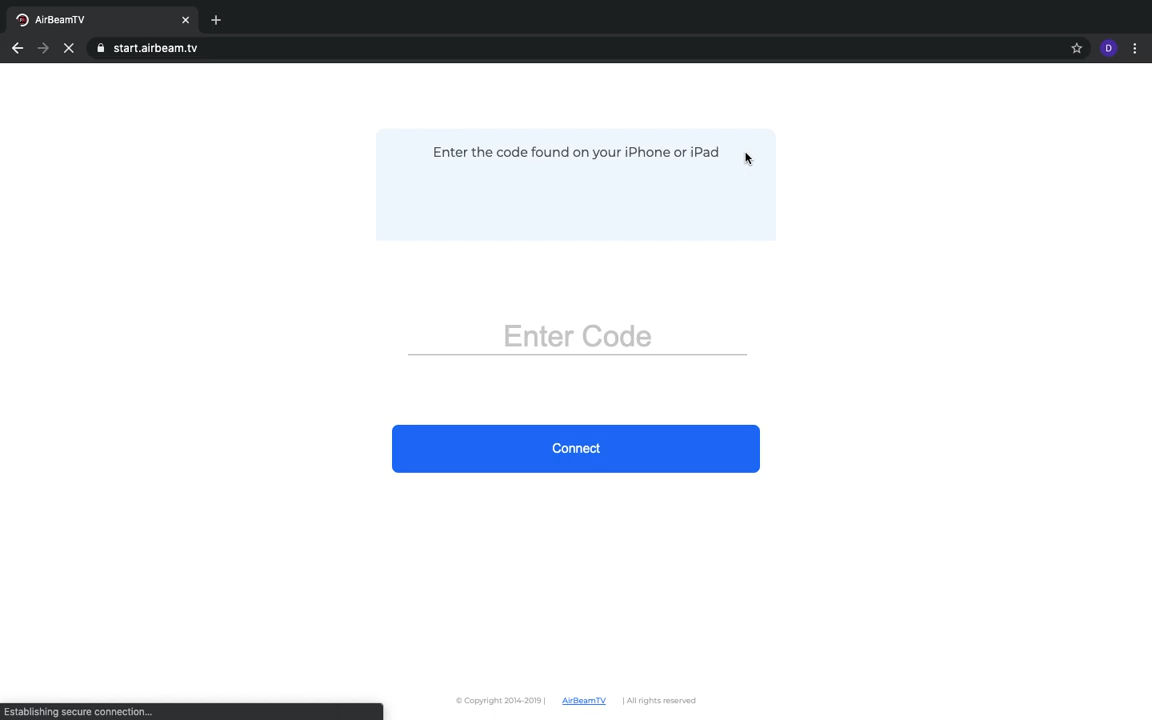 AirBeamTV
start.airbeam.tv
D
Enter the code found on your iPhone or iPad
Enter Code
Connect
© Copyright 2014-2019 | AirBeamTV | All rights reserved
Establishing secure connection...